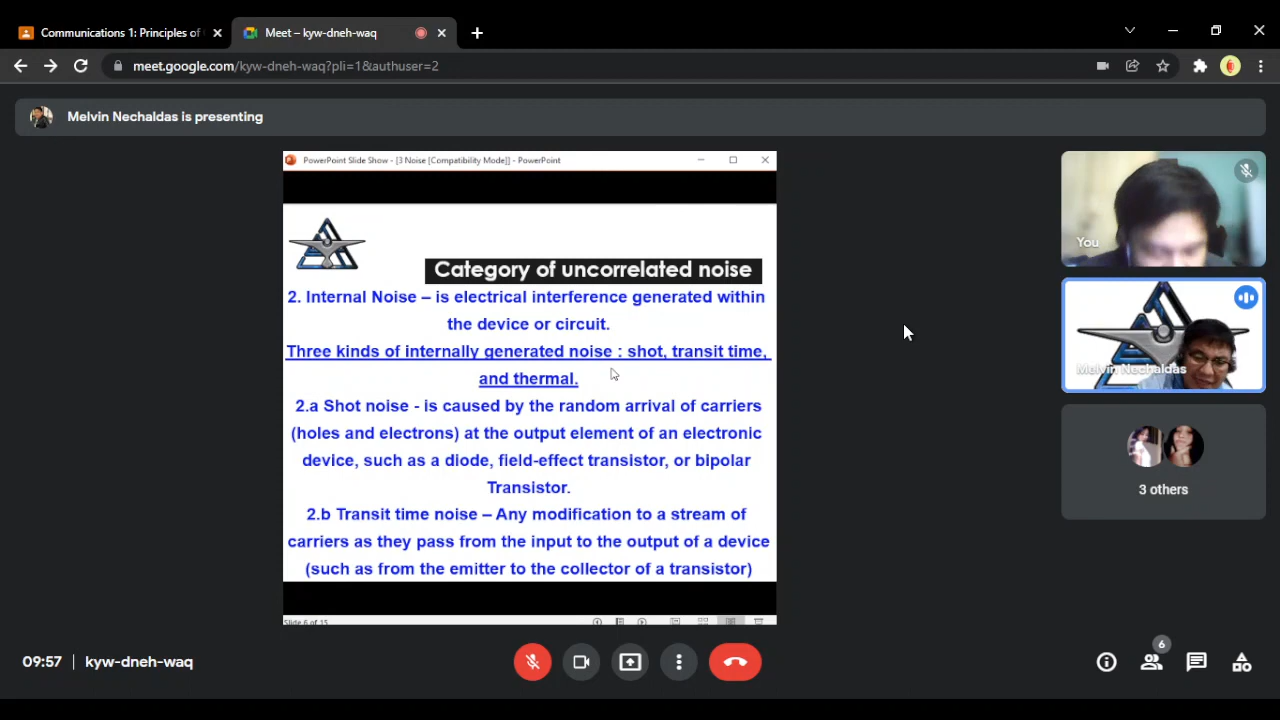 Communications 1: Principles of
Meet – kyw-dneh-waq
meet.google.com/kyw-dneh-waq?pli=1&authuser=2
Melvin Nechaldas is presenting
PowerPoint Slide Show - [3 Noise [Compatibility Mode]] - PowerPoint
Category of uncorrelated noise
2. Internal Noise – is electrical interference generated within
the device or circuit.
Three kinds of internally generated noise : shot, transit time,
and thermal.
2.a Shot noise - is caused by the random arrival of carriers
(holes and electrons) at the output element of an electronic
device, such as a diode, field-effect transistor, or bipolar
Transistor.
2.b Transit time noise – Any modification to a stream of
carriers as they pass from the input to the output of a device
(such as from the emitter to the collector of a transistor)
Slide 6 of 15
You
Melvin Nechaldas
3 others
09:57 | kyw-dneh-waq
6